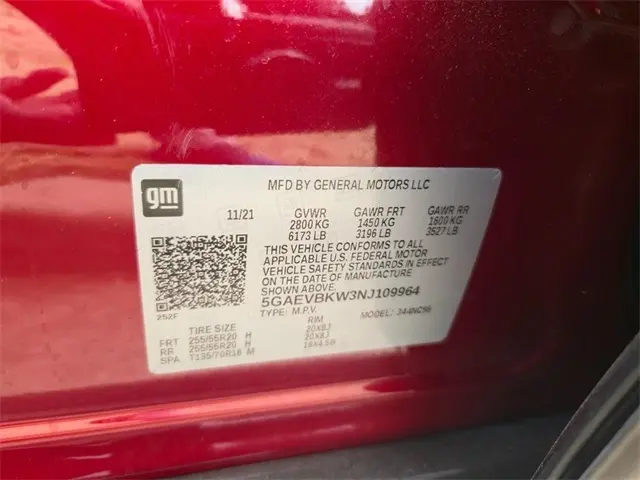 gm
MFD BY GENERAL MOTORS LLC
11/21 GVWR GAWR FRT GAWR RR
2800 KG 1450 KG 1600 KG
6173 LB 3196 LB 3527 LB
THIS VEHICLE CONFORMS TO ALL
APPLICABLE U.S. FEDERAL MOTOR
VEHICLE SAFETY STANDARDS IN EFFECT
ON THE DATE OF MANUFACTURE
SHOWN ABOVE.
5GAEVBKW3NJ109964
252F TYPE: M.P.V. MODEL:
TIRE SIZE RIM
FRT 255/55R20 H 20X8J
RR 255/55R20 H 20X8J
SPA T135/70R18 M 18X4.5B